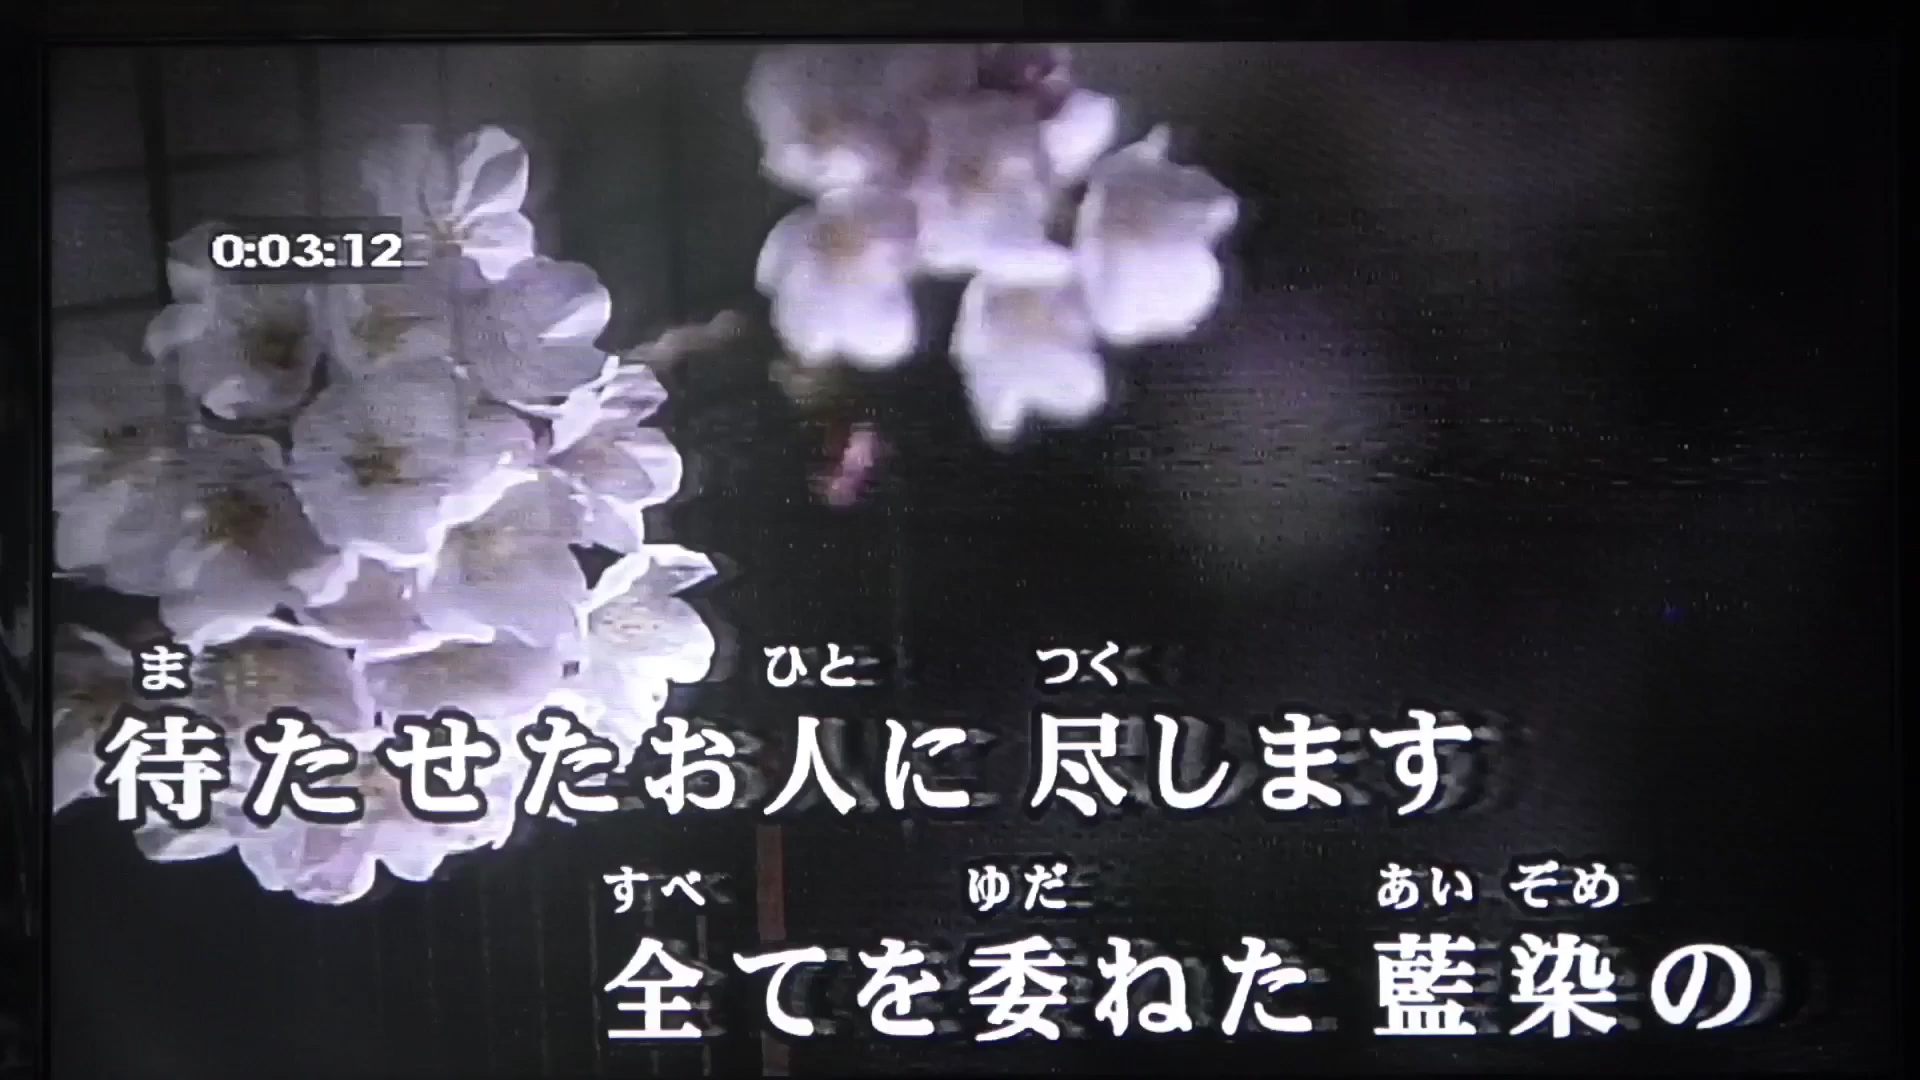 0:03:12
ま ひと つく
待たせたお人に 尽します
すべ ゆだ あい ぞめ
全てを委ねた 藍染の